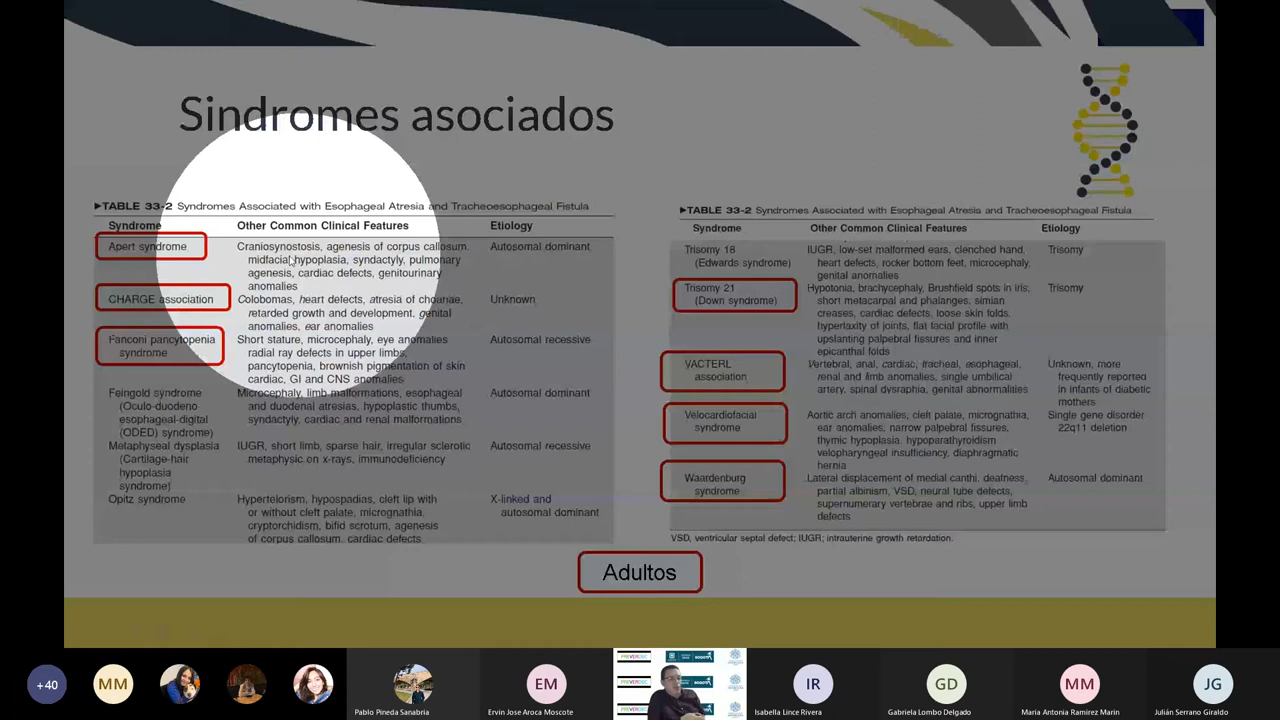 Sindromes asociados
►TABLE 33-2 Syndromes Associated with Esophageal Atresia and Tracheoesophageal Fistula
Syndrome Other Common Clinical Features Etiology
Apert syndrome Craniosynostosis, agenesis of corpus callosum, Autosomal dominant
midfacial hypoplasia, syndactyly, pulmonary
agenesis, cardiac defects, genitourinary
anomalies
CHARGE association Colobomas, heart defects, atresia of choanae, Unknown
retarded growth and development, genital
anomalies, ear anomalies
Fanconi pancytopenia Short stature, microcephaly, eye anomalies Autosomal recessive
syndrome radial ray defects in upper limbs,
pancytopenia, brownish pigmentation of skin
cardiac, GI and CNS anomalies
Feingold syndrome Microcephaly, limb malformations, esophageal Autosomal dominant
(Oculo-duodeno and duodenal atresias, hypoplastic thumbs,
esophageal-digital syndactyly, cardiac and renal malformations
(ODED) syndrome)
Metaphyseal dysplasia IUGR, short limb, sparse hair, irregular sclerotic Autosomal recessive
(Cartilage-hair metaphysic on x-rays, immunodeficiency
hypoplasia
syndrome)
Opitz syndrome Hypertelorism, hypospadias, cleft lip with X-linked and
or without cleft palate, micrognathia, autosomal dominant
cryptorchidism, bifid scrotum, agenesis
of corpus callosum, cardiac defects
►TABLE 33-2 Syndromes Associated with Esophageal Atresia and Tracheoesophageal Fistula
Syndrome Other Common Clinical Features Etiology
Trisomy 18 IUGR, low-set malformed ears, clenched hand, Trisomy
(Edwards syndrome) heart defects, rocker bottom feet, microcephaly,
genital anomalies
Trisomy 21 Hypotonia, brachycephaly, Brushfield spots in iris, Trisomy
(Down syndrome) short metacarpal and phalanges, simian
creases, cardiac defects, loose skin folds,
hyperlaxity of joints, flat facial profile with
upslanting palpebral fissures and inner
epicanthal folds
VACTERL Vertebral, anal, cardiac, tracheal, esophageal, Unknown, more
association renal and limb anomalies, single umbilical frequently reported
artery, spinal dysraphia, genital abnormalities in infants of diabetic
mothers
Velocardiofacial Aortic arch anomalies, cleft palate, micrognatha, Single gene disorder
syndrome ear anomalies, narrow palpebral fissures, 22q11 deletion
thymic hypoplasia, hypoparathyroidism
velopharyngeal insufficiency, diaphragmatic
hernia
Waardenburg Lateral displacement of medial canthi, deafness, Autosomal dominant
syndrome partial albinism, VSD, neural tube defects,
supernumerary vertebrae and ribs, upper limb
defects
VSD, ventricular septal defect; IUGR; intrauterine growth retardation.
Adultos
+40
MM
EM
IR
GD
MM
JG
Pablo Pineda Sanabria
Ervin Jose Aroca Moscote
Isabella Lince Rivera
Gabriela Lombo Delgado
Maria Antonia Ramirez Marin
Julián Serrano Giraldo